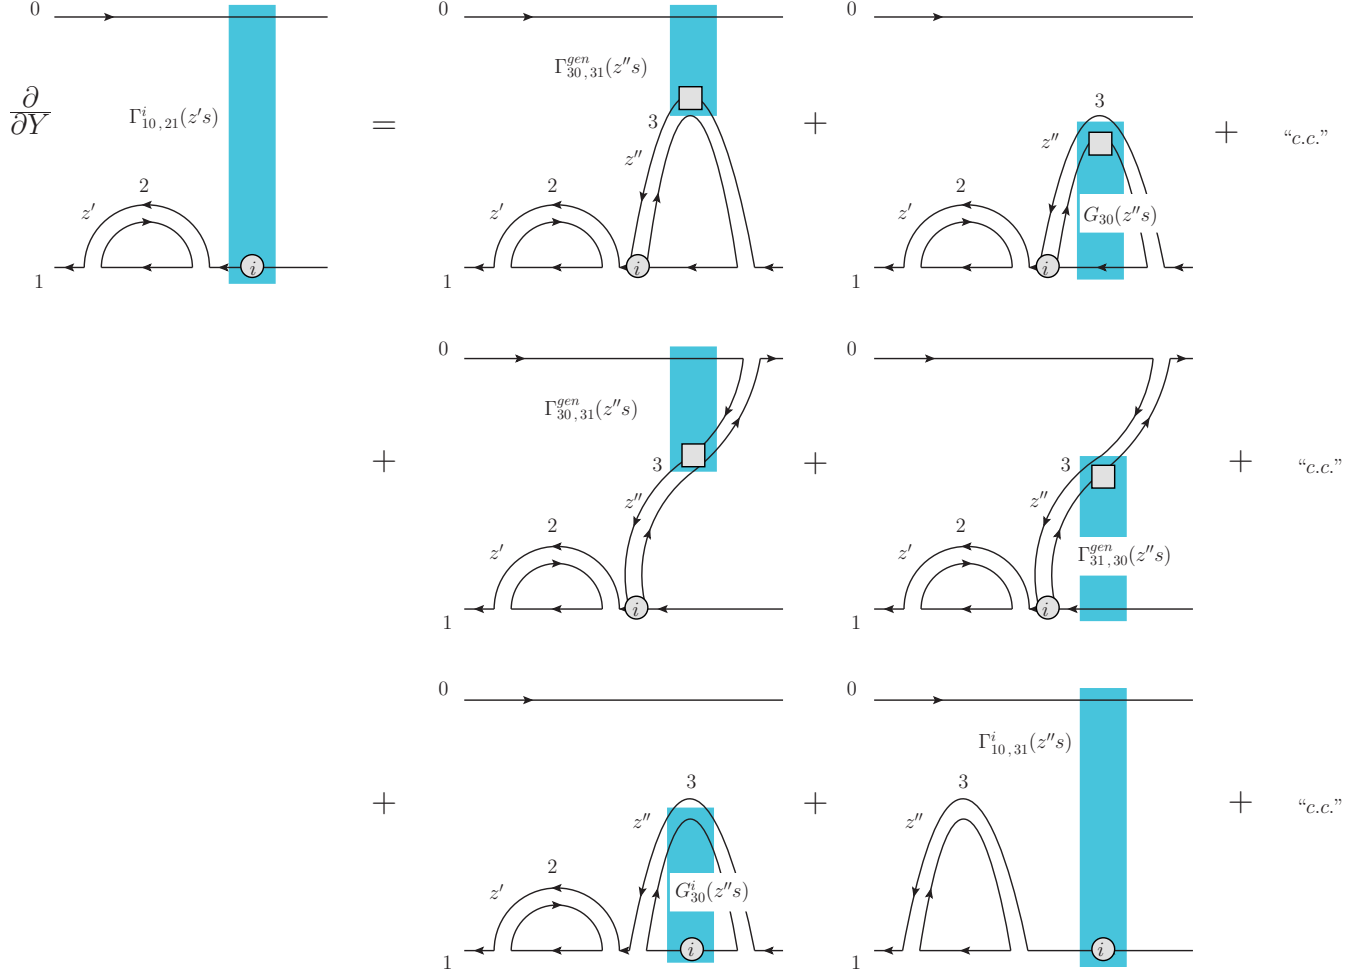 0 0 0
∂/∂Y Γ^i_{10,21}(z′s) = Γ^{gen}_{30,31}(z″s) 3 + 3 + “c.c.”
2 z′ 3 z″ 2 z′ z″ 2 z′ G_{30}(z″s)
i i i
1 1 1
0 0
+ Γ^{gen}_{30,31}(z″s) + + “c.c.”
3 z″ 3 z″
2 z′ 2 z′ Γ^{gen}_{31,30}(z″s)
i i
1 1
0 0
Γ^i_{10,31}(z″s)
+ 3 + 3 + “c.c.”
z″ z″
2 z′ G^i_{30}(z″s)
i i
1 1